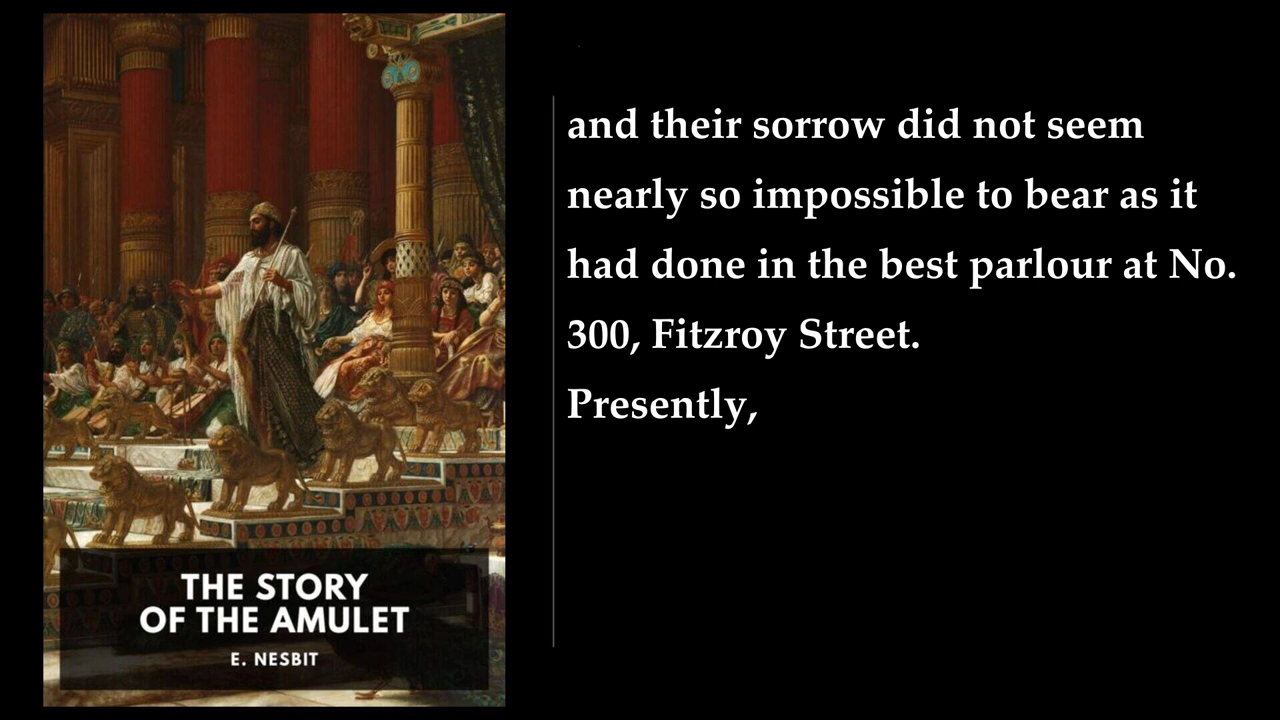 and their sorrow did not seem
nearly so impossible to bear as it
had done in the best parlour at No.
300, Fitzroy Street.
Presently,
THE STORY
OF THE AMULET
E. NESBIT